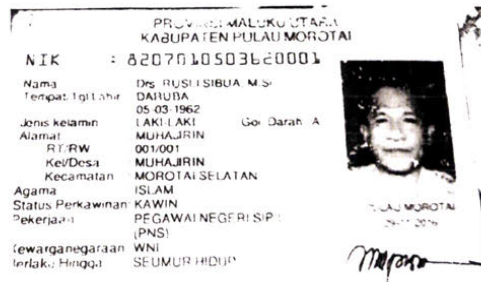 PROVINSI MALUKU UTARA
KABUPATEN PULAU MOROTAI
NIK : 8207010503620001
Nama Drs RUSLI SIBUA, M.Si
Tempat/Tgl Lahir DARUBA
05-03-1962
Jenis kelamin LAKI-LAKI Gol Darah A
Alamat MUHAJIRIN
RT/RW 001/001
Kel/Desa MUHAJIRIN
Kecamatan MOROTAI SELATAN
Agama ISLAM
Status Perkawinan KAWIN
Pekerjaan PEGAWAI NEGERI SIPIL
(PNS)
Kewarganegaraan WNI
Berlaku Hingga SEUMUR HIDUP
PULAU MOROTAI